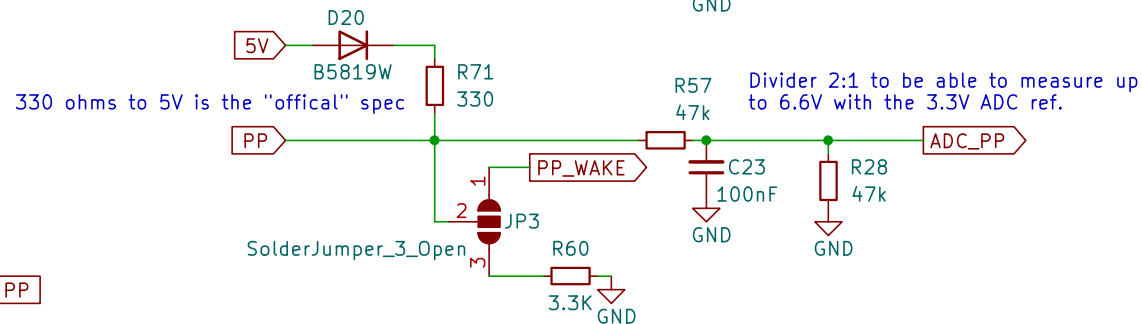 GND
D20
5V
B5819W
R71
330
330 ohms to 5V is the "offical" spec
R57
47k
Divider 2:1 to be able to measure up
to 6.6V with the 3.3V ADC ref.
PP
ADC_PP
PP_WAKE
1
2
3
JP3
SolderJumper_3_Open
C23
100nF
GND
R28
47k
GND
R60
3.3K
GND
PP